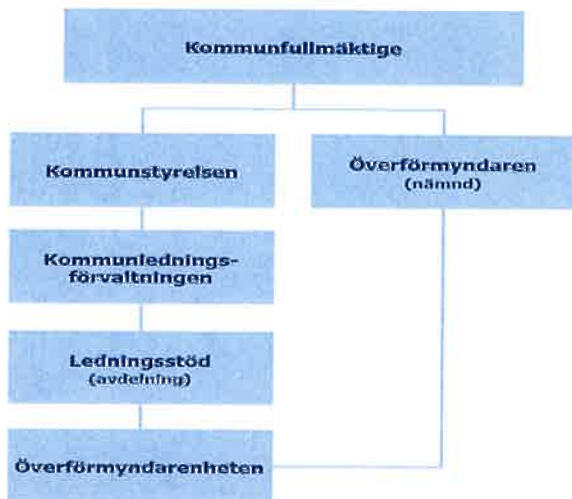 Kommunfullmäktige
Kommunstyrelsen
Överförmyndaren
(nämnd)
Kommunlednings-
förvaltningen
Ledningsstöd
(avdelning)
Överförmyndarenheten